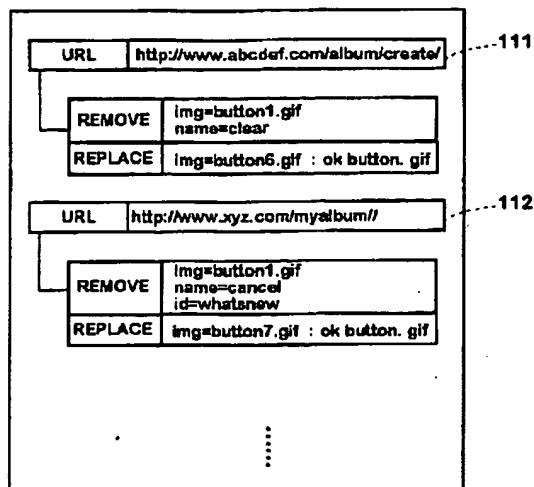 URL http://www.abcdef.com/album/create/ 111
REMOVE img=button1.gif
name=clear
REPLACE img=button6.gif : ok button. gif
URL http://www.xyz.com/myalbum// 112
REMOVE img=button1.gif
name=cancel
id=whatsnew
REPLACE img=button7.gif : ok button. gif